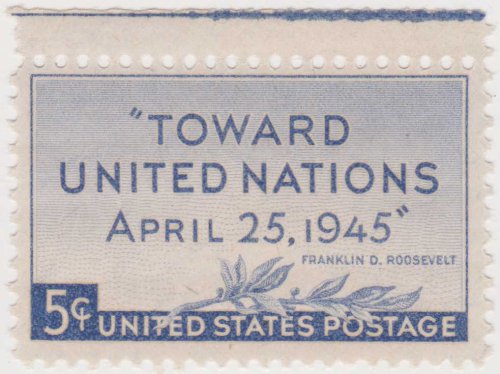 "TOWARD
UNITED NATIONS
APRIL 25, 1945"
FRANKLIN D. ROOSEVELT
5¢ UNITED STATES POSTAGE